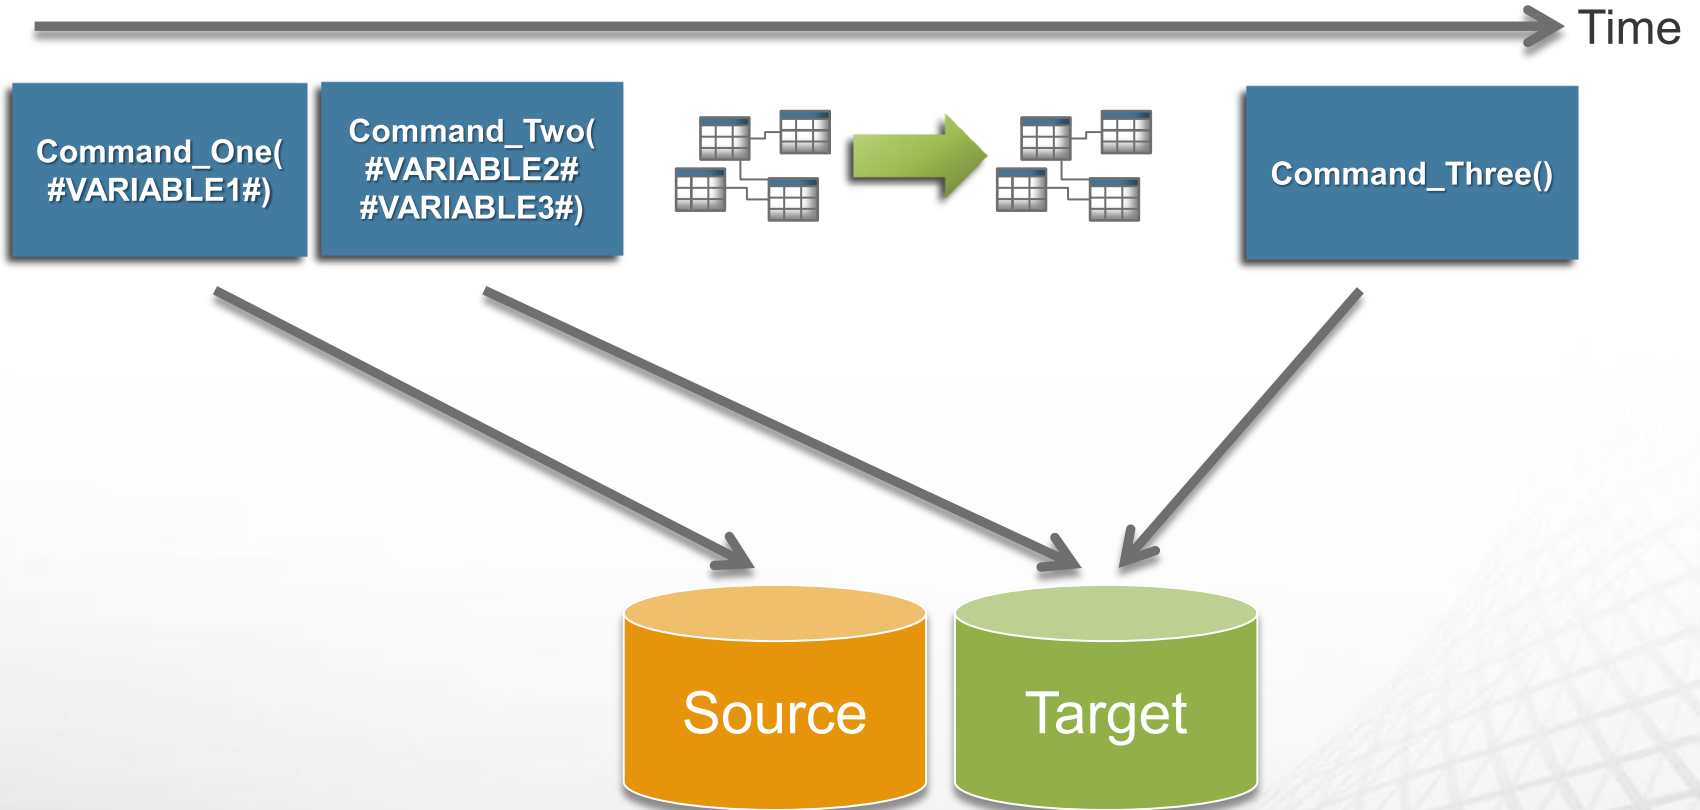 Time
Command_One(
#VARIABLE1#)
Command_Two(
#VARIABLE2#
#VARIABLE3#)
Command_Three()
Source
Target